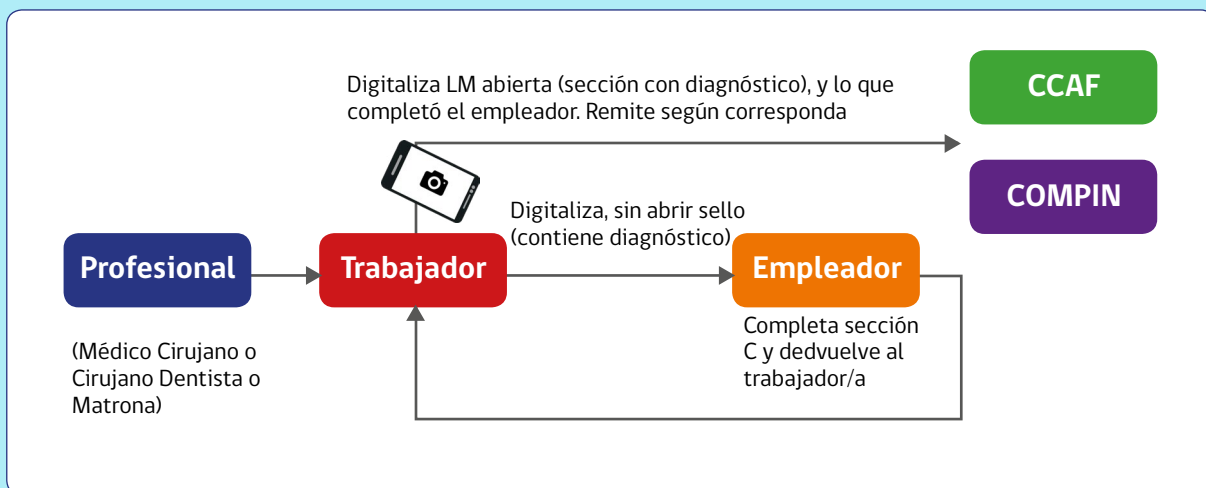 Digitaliza LM abierta (sección con diagnóstico), y lo que
completó el empleador. Remite según corresponda
CCAF
COMPIN
Digitaliza, sin abrir sello
(contiene diagnóstico)
Profesional
Trabajador
Empleador
(Médico Cirujano o
Cirujano Dentista o
Matrona)
Completa sección
C y dedvuelve al
trabajador/a